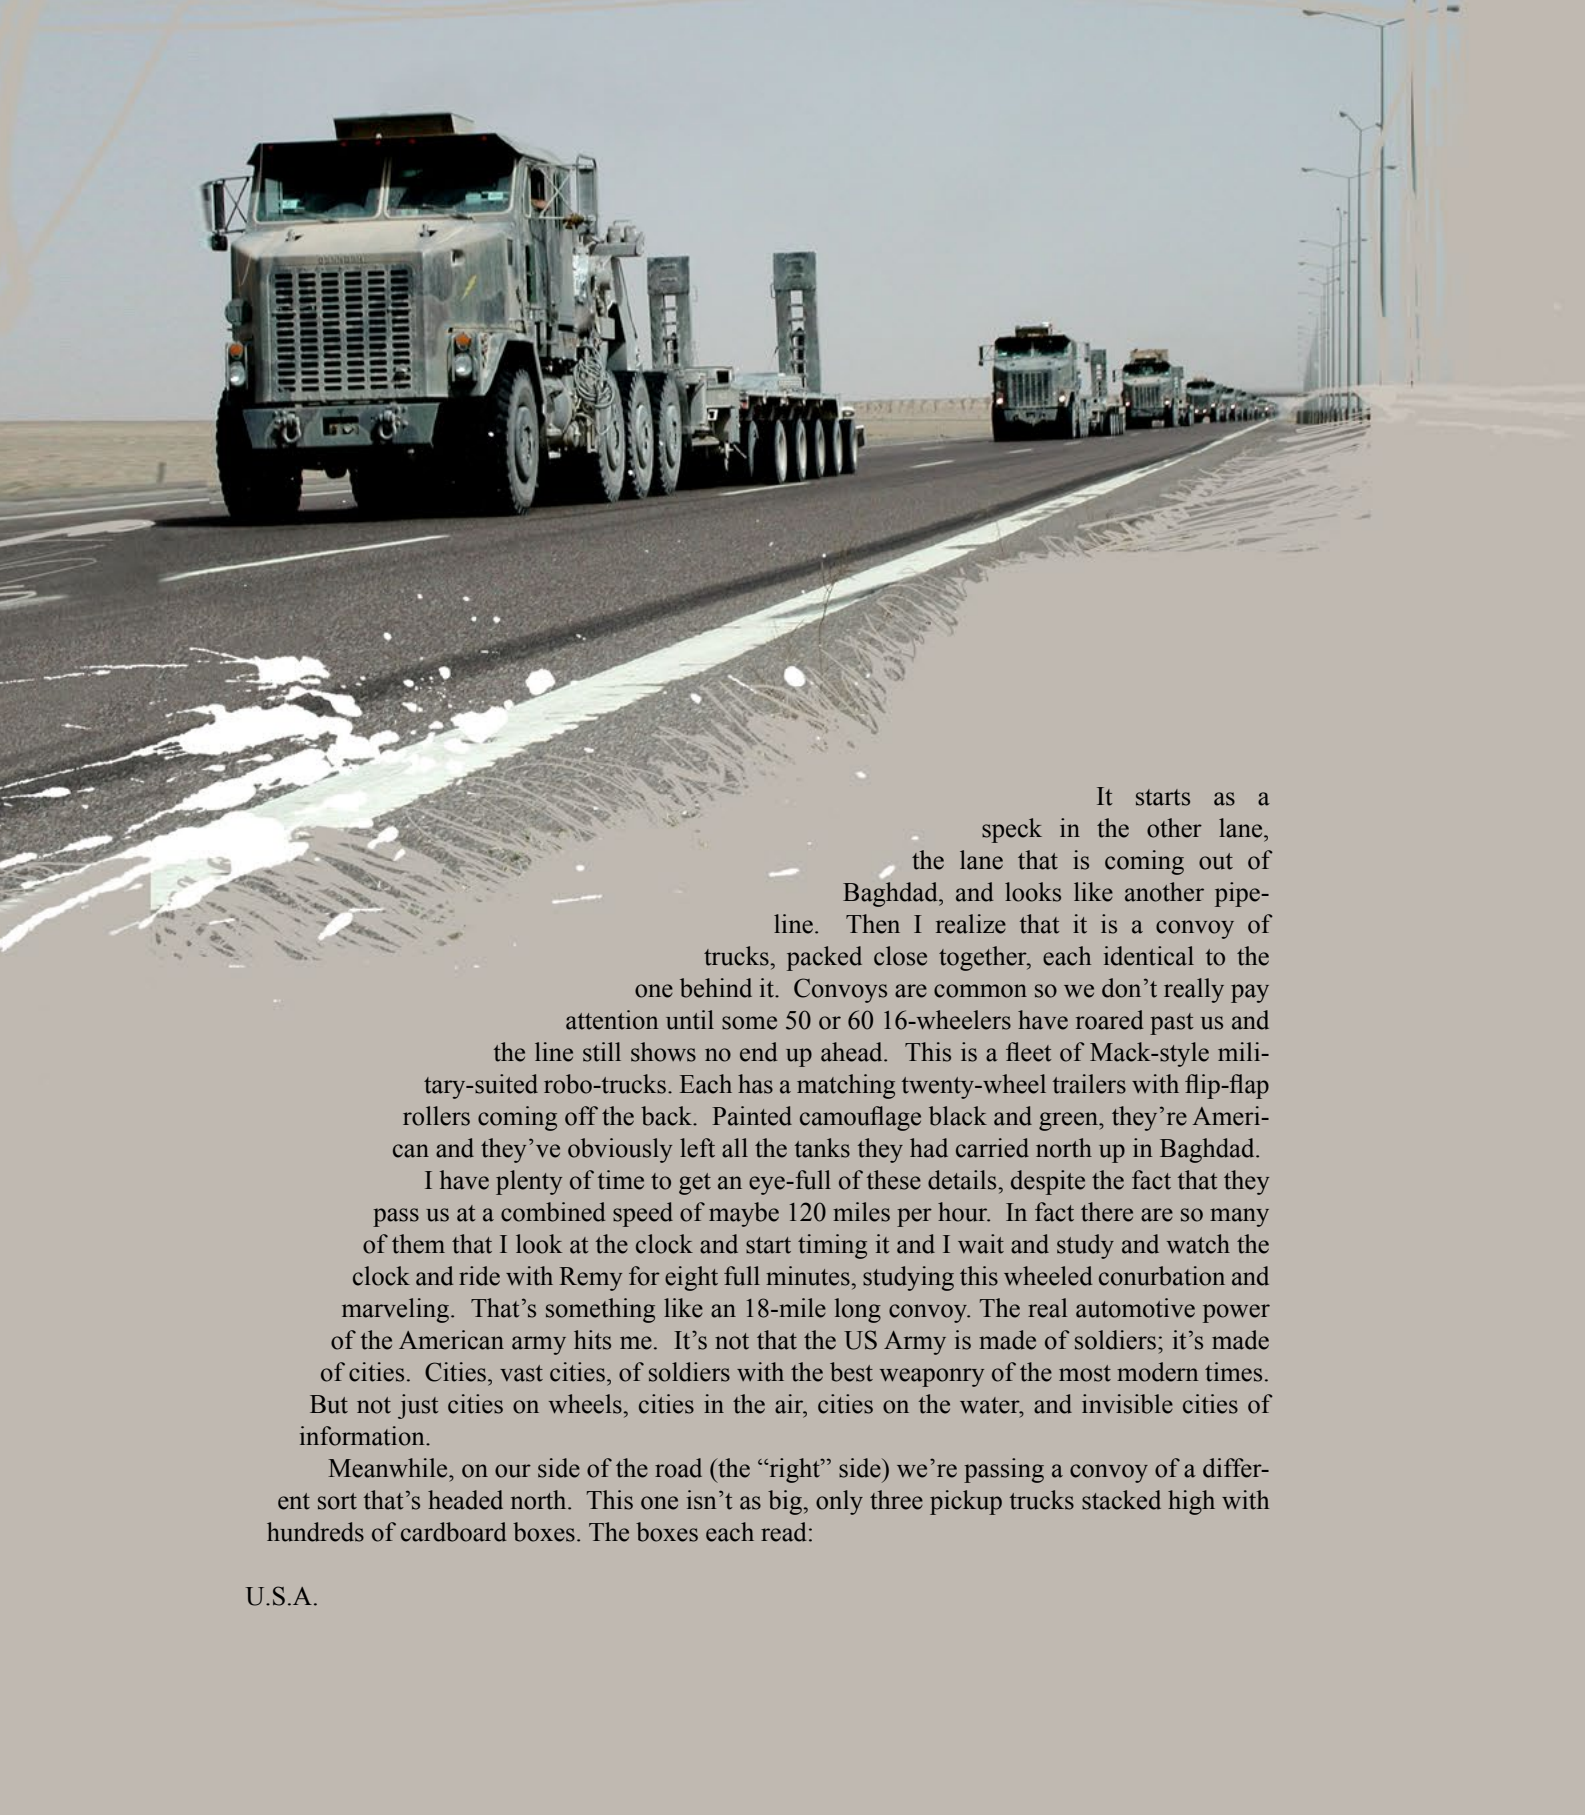 It starts as a
speck in the other lane,
the lane that is coming out of
Baghdad, and looks like another pipe-
line.  Then I realize that it is a convoy of
trucks, packed close together, each identical to the
one behind it.  Convoys are common so we don’t really pay
attention until some 50 or 60 16-wheelers have roared past us and
the line still shows no end up ahead.  This is a fleet of Mack-style mili-
tary-suited robo-trucks. Each has a matching twenty-wheel trailers with flip-flap
rollers coming off the back.  Painted camouflage black and green, they’re Ameri-
can and they’ve obviously left all the tanks they had carried north up in Baghdad.
I have plenty of time to get an eye-full of these details, despite the fact that they
pass us at a combined speed of maybe 120 miles per hour.  In fact there are so many
of them that I look at the clock and start timing it and I wait and study and watch the
clock and ride with Remy for eight full minutes, studying this wheeled conurbation and
marveling.  That’s something like an 18-mile long convoy. The real automotive power
of the American army hits me.  It’s not that the US Army is made of soldiers; it’s made
of cities.  Cities, vast cities, of soldiers with the best weaponry of the most modern times.
But not just cities on wheels, cities in the air, cities on the water, and invisible cities of
information.
Meanwhile, on our side of the road (the “right” side) we’re passing a convoy of a differ-
ent sort that’s headed north.  This one isn’t as big, only three pickup trucks stacked high with
hundreds of cardboard boxes. The boxes each read:
U.S.A.